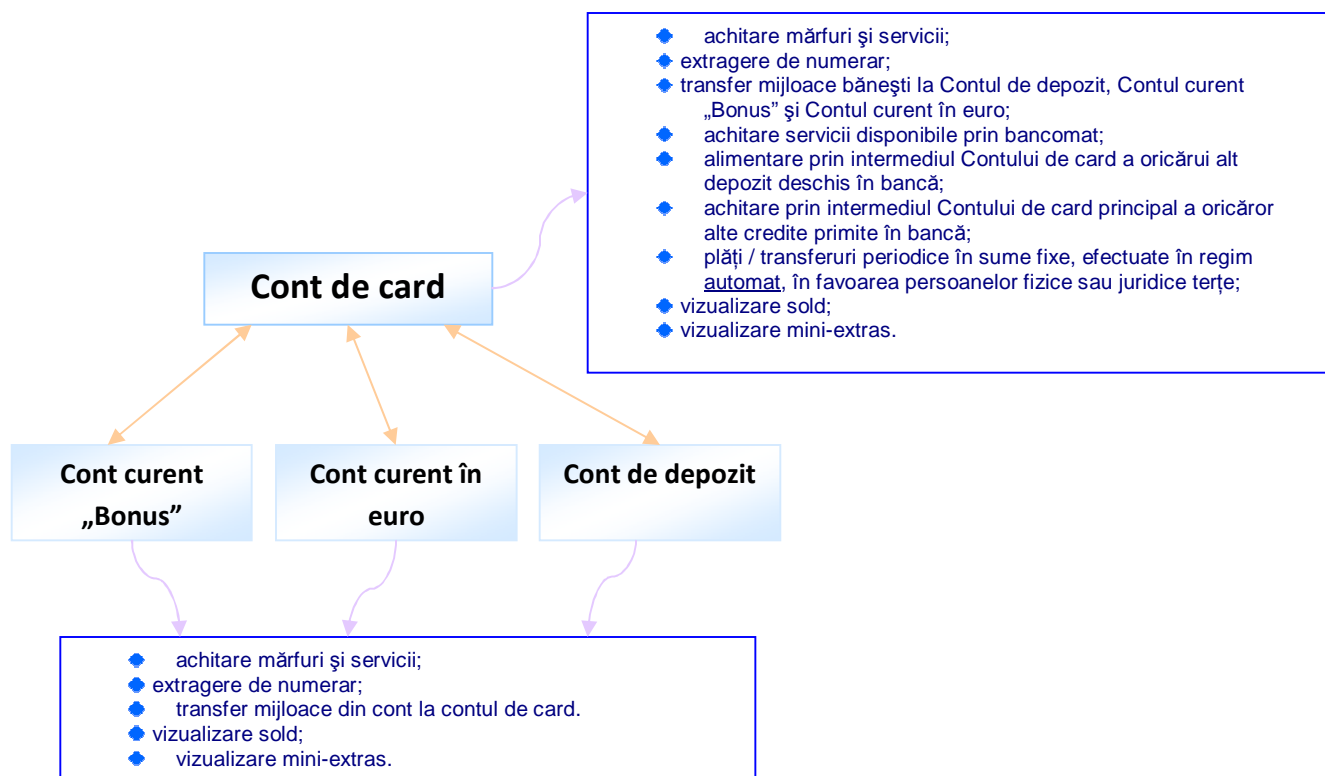 achitare mărfuri şi servicii;
extragere de numerar;
transfer mijloace băneşti la Contul de depozit, Contul curent
„Bonus” şi Contul curent în euro;
achitare servicii disponibile prin bancomat;
alimentare prin intermediul Contului de card a oricărui alt
depozit deschis în bancă;
achitare prin intermediul Contului de card principal a oricăror
alte credite primite în bancă;
plăţi / transferuri periodice în sume fixe, efectuate în regim
automat, în favoarea persoanelor fizice sau juridice terţe;
vizualizare sold;
vizualizare mini-extras.
Cont de card
Cont curent
„Bonus”
Cont curent în
euro
Cont de depozit
achitare mărfuri şi servicii;
extragere de numerar;
transfer mijloace din cont la contul de card.
vizualizare sold;
vizualizare mini-extras.